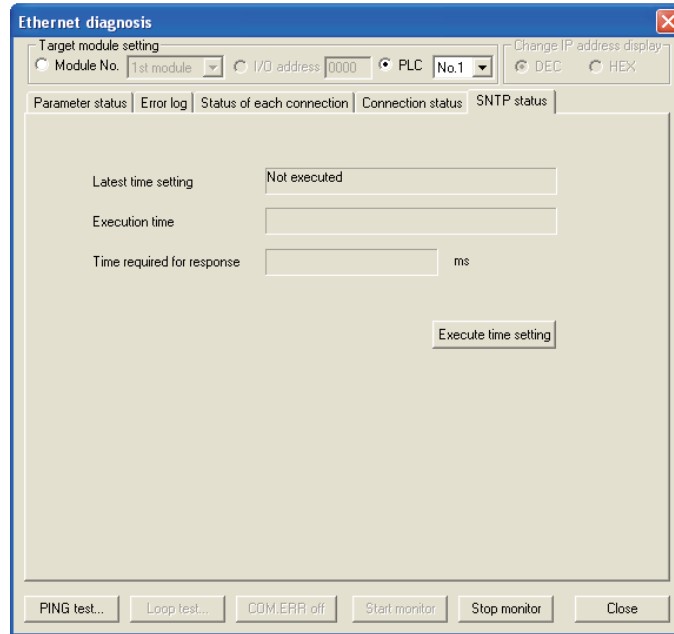 Ethernet diagnosis
Target module setting
Change IP address display
Module No. 1st module I/O address 0000 PLC No.1 DEC HEX
Parameter status Error log Status of each connection Connection status SNTP status
Latest time setting Not executed
Execution time
Time required for response ms
Execute time setting
PING test... Loop test... COM.ERR off Start monitor Stop monitor Close